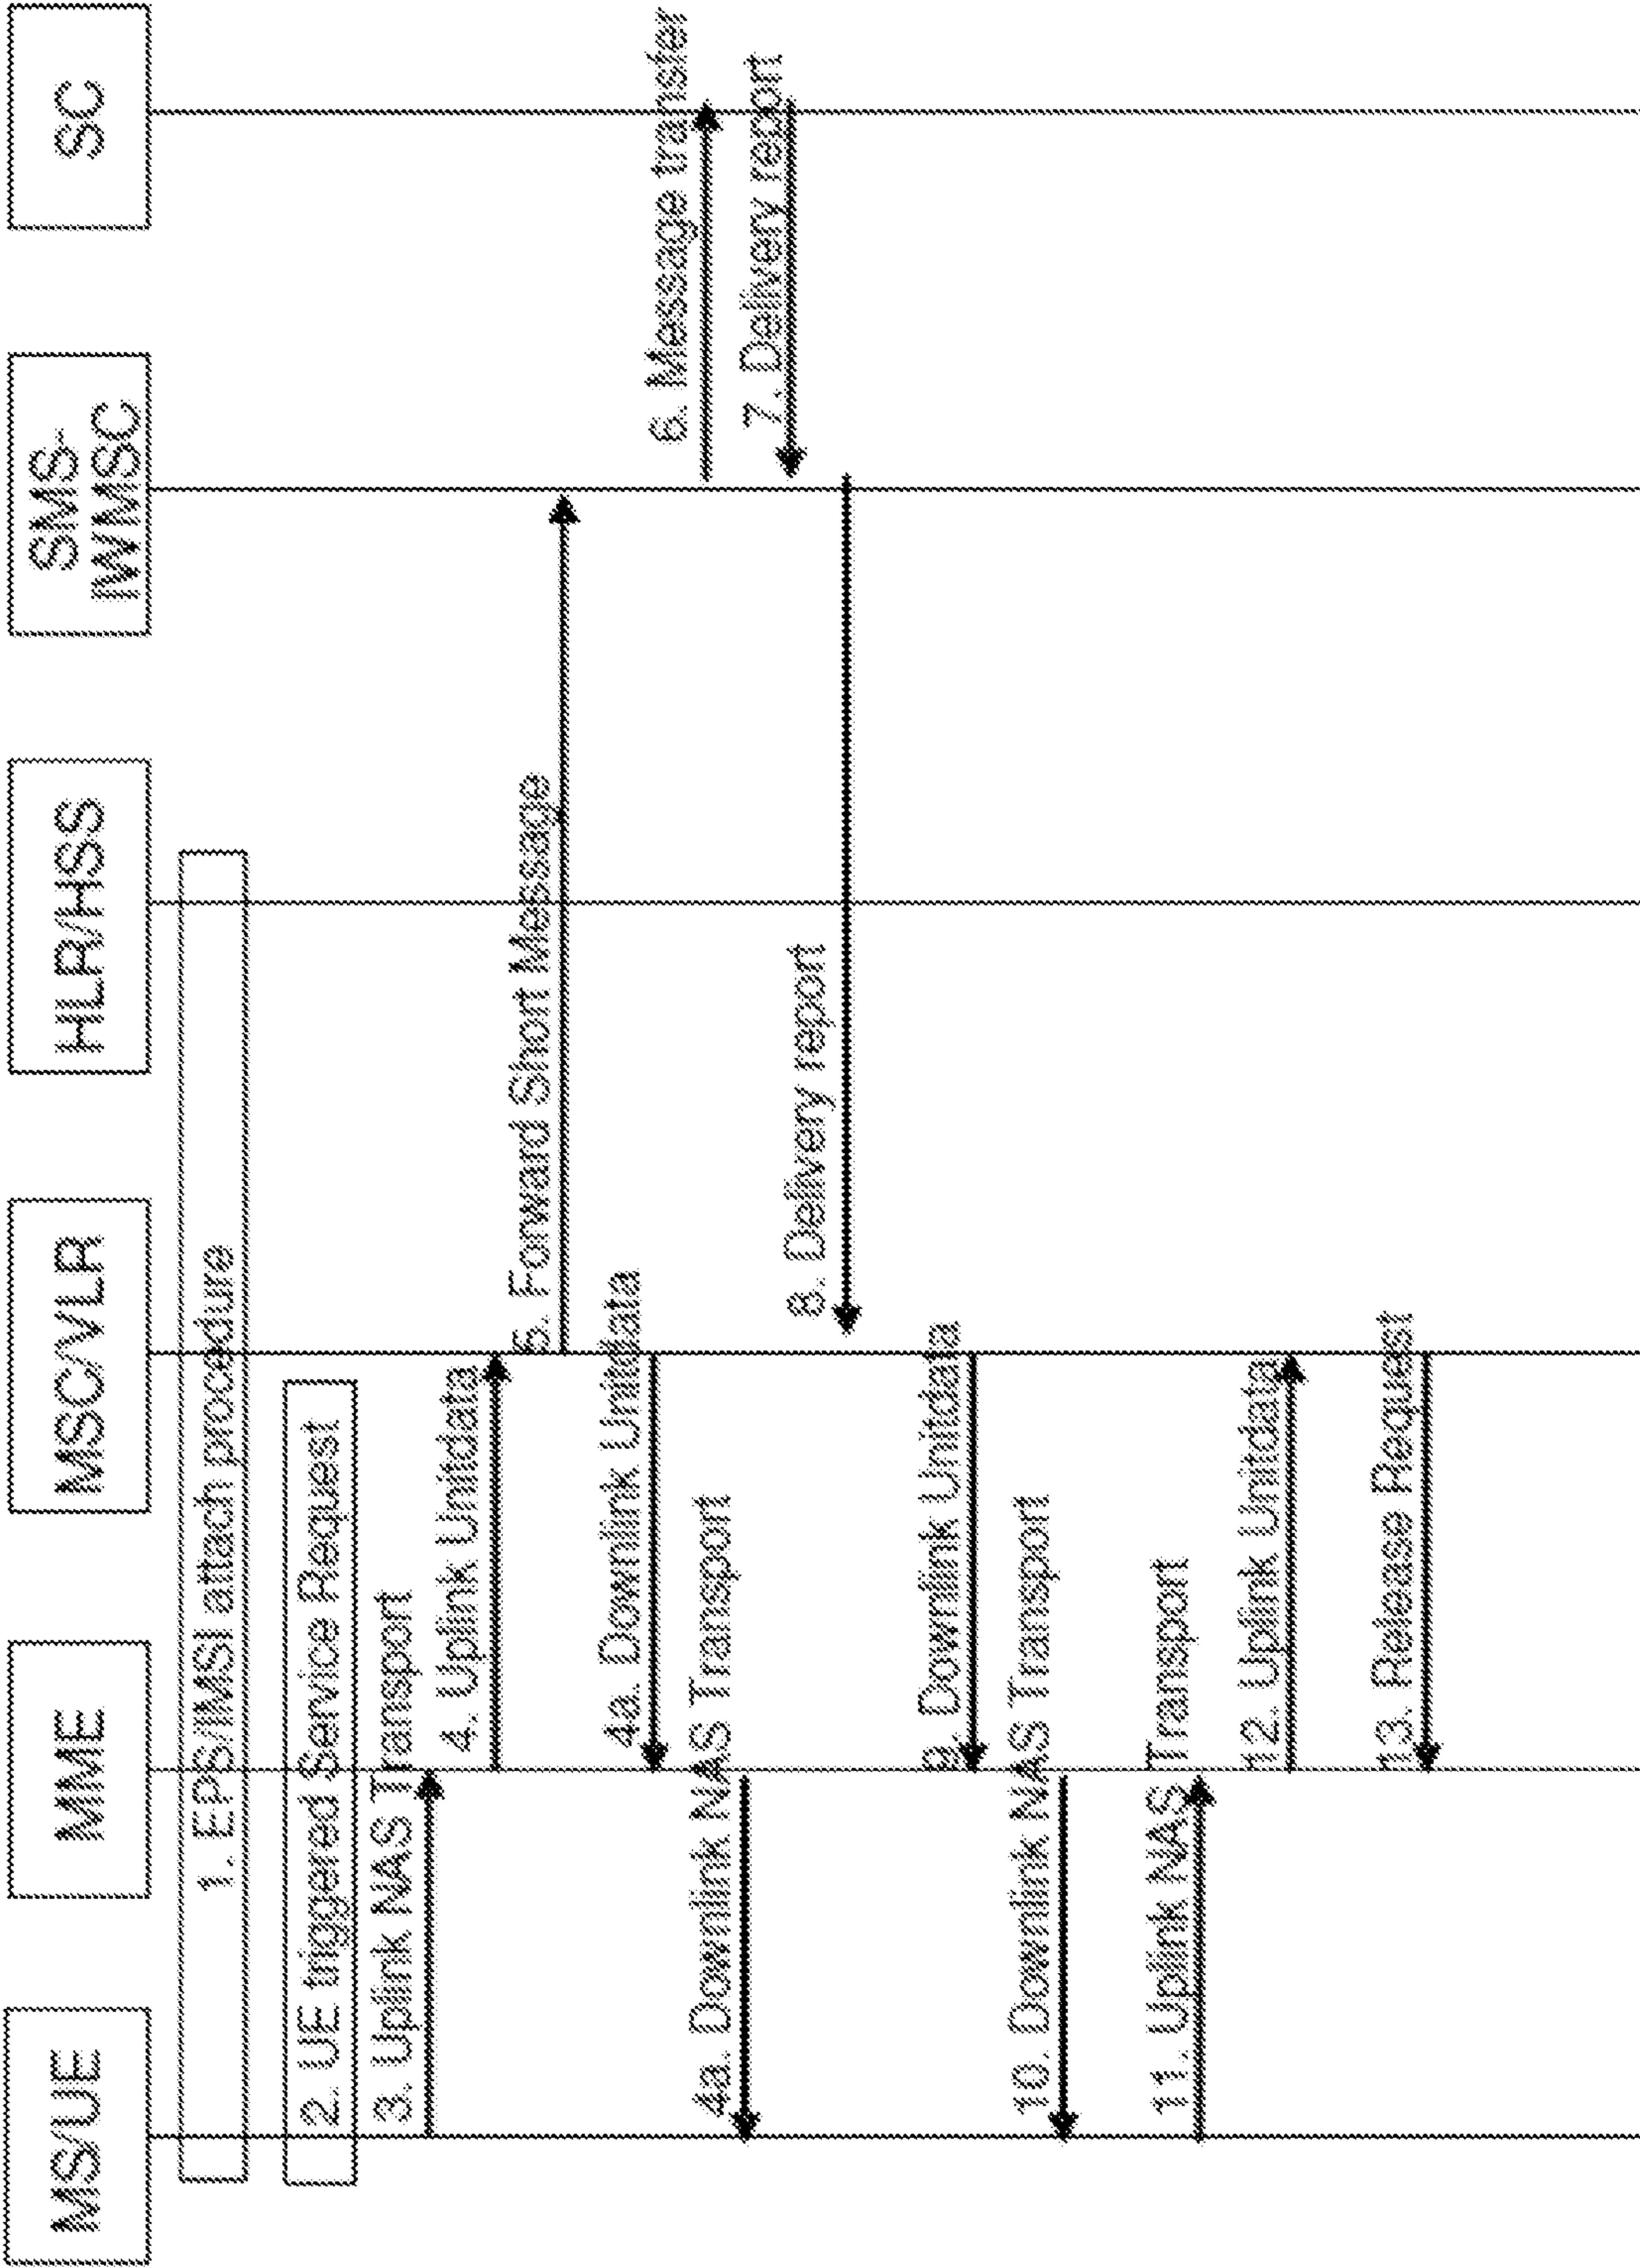 MS/UE
MME
MSC/VLR
HLR/HSS
SMS-
IWMSC
SC
1. EPS/IMSI attach procedure
2. UE triggered Service Request
3. Uplink NAS Transport
4. Uplink Unitdata
5. Forward Short Message
4a. Downlink Unitdata
6. Message transfer
4a. Downlink NAS Transport
7. Delivery report
8. Delivery report
9. Downlink Unitdata
10. Downlink NAS Transport
11. Uplink NAS Transport
12. Uplink Unitdata
13. Release Request